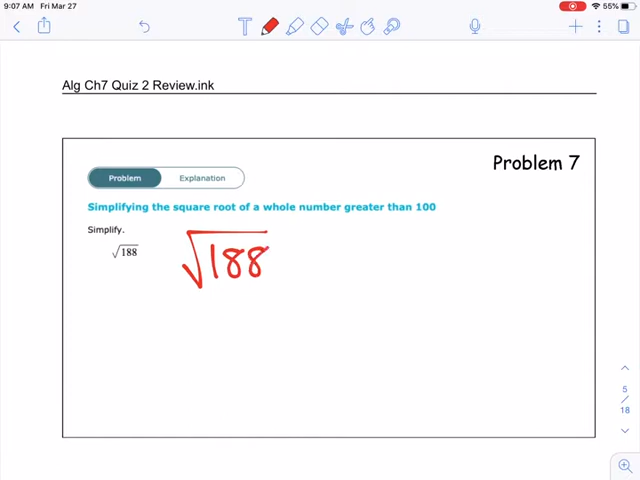 9:07 AM Fri Mar 27 55%
T
Alg Ch7 Quiz 2 Review.ink
Problem 7
Problem Explanation
Simplifying the square root of a whole number greater than 100
Simplify.
√188 √188
5
/
18